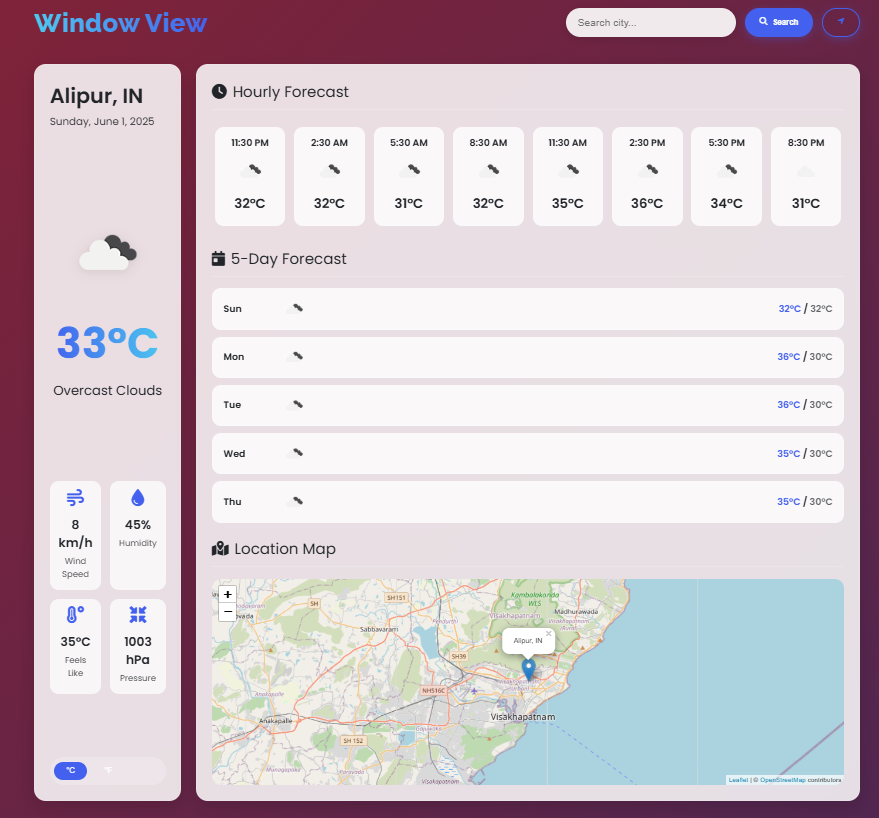 Window View
Search city...
Search
Alipur, IN
Sunday, June 1, 2025
33°C
Overcast Clouds
8
km/h
Wind
Speed
45%
Humidity
35°C
Feels
Like
1003
hPa
Pressure
°C
°F
Hourly Forecast
11:30 PM
2:30 AM
5:30 AM
8:30 AM
11:30 AM
2:30 PM
5:30 PM
8:30 PM
32°C
32°C
31°C
32°C
35°C
36°C
34°C
31°C
5-Day Forecast
Sun
32°C / 32°C
Mon
36°C / 30°C
Tue
36°C / 30°C
Wed
35°C / 30°C
Thu
35°C / 30°C
Location Map
+
−
SH
SH151
Kambalakonda
WLS
Madhurawada
Visakhapatnam
Pendurthi
Sabbavaram
Alipur, IN
×
SH39
NH516C
Anakapalle
Visakhapatnam
SH 152
Visakhapatnam
Leaflet | © OpenStreetMap contributors